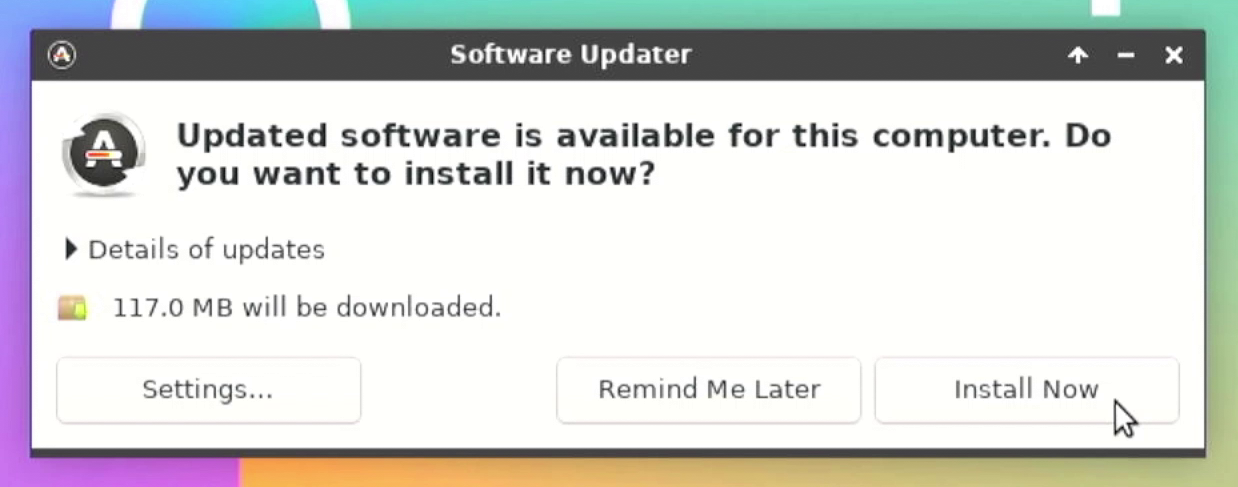 Software Updater
Updated software is available for this computer. Do
you want to install it now?
Details of updates
117.0 MB will be downloaded.
Settings...
Remind Me Later
Install Now